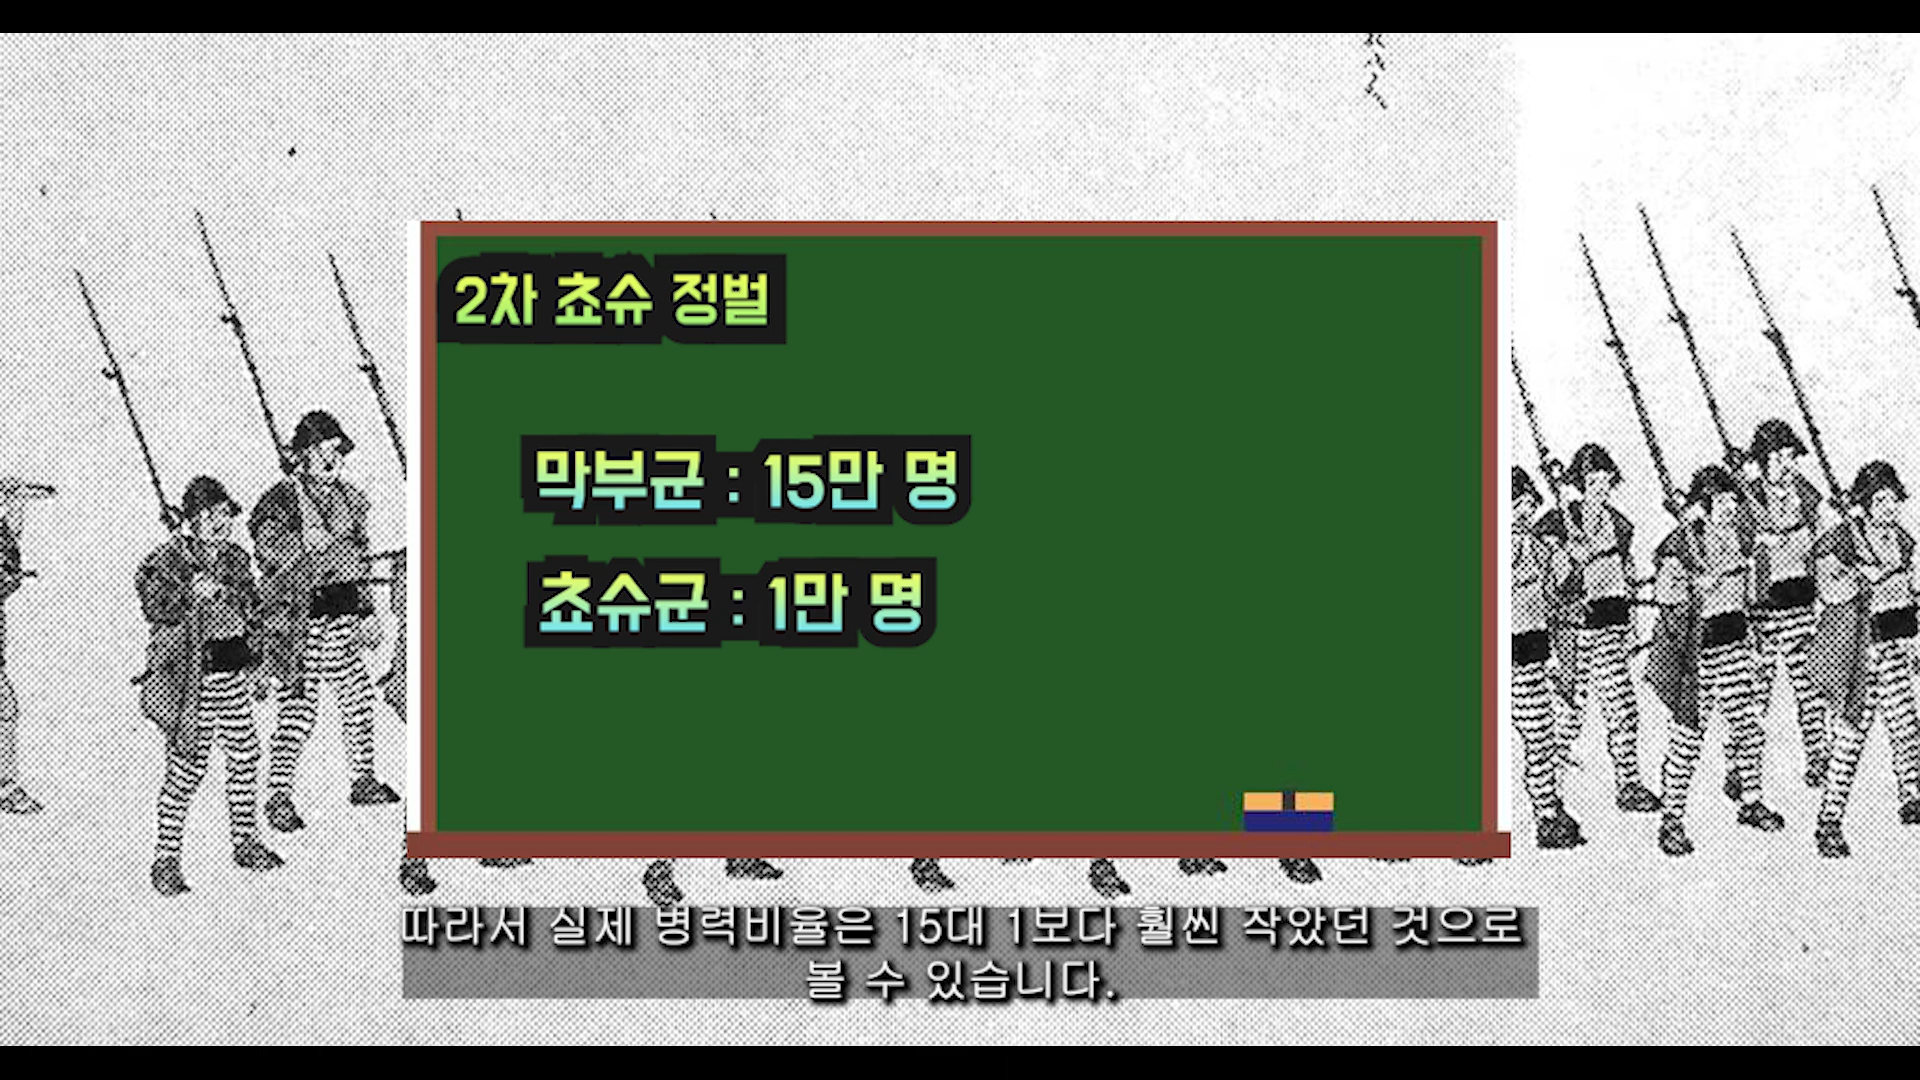 2차 쵸슈 정벌
막부군 : 15만 명
쵸슈군 : 1만 명
따라서 실제 병력비율은 15대 1보다 훨씬 작았던 것으로
볼 수 있습니다.